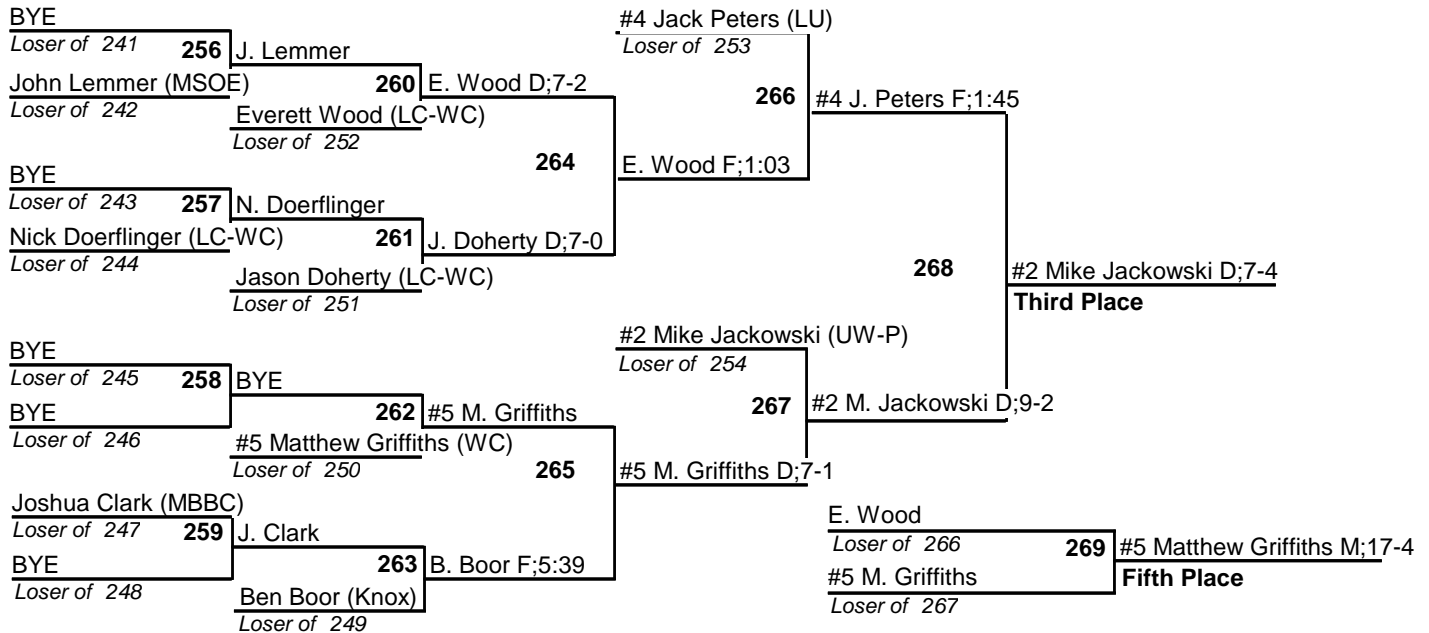 BYE
Loser of 241
256
J. Lemmer
John Lemmer (MSOE)
Loser of 242
260
E. Wood D;7-2
Everett Wood (LC-WC)
Loser of 252
264
BYE
Loser of 243
257
N. Doerflinger
Nick Doerflinger (LC-WC)
Loser of 244
261
J. Doherty D;7-0
Jason Doherty (LC-WC)
Loser of 251
#4 Jack Peters (LU)
Loser of 253
266
#4 J. Peters F;1:45
E. Wood F;1:03
268
#2 Mike Jackowski D;7-4
Third Place
BYE
Loser of 245
258
BYE
BYE
Loser of 246
262
#5 M. Griffiths
#5 Matthew Griffiths (WC)
Loser of 250
265
Joshua Clark (MBBC)
Loser of 247
259
J. Clark
BYE
Loser of 248
263
B. Boor F;5:39
Ben Boor (Knox)
Loser of 249
#2 Mike Jackowski (UW-P)
Loser of 254
267
#2 M. Jackowski D;9-2
#5 M. Griffiths D;7-1
E. Wood
Loser of 266
269
#5 Matthew Griffiths M;17-4
Fifth Place
#5 M. Griffiths
Loser of 267